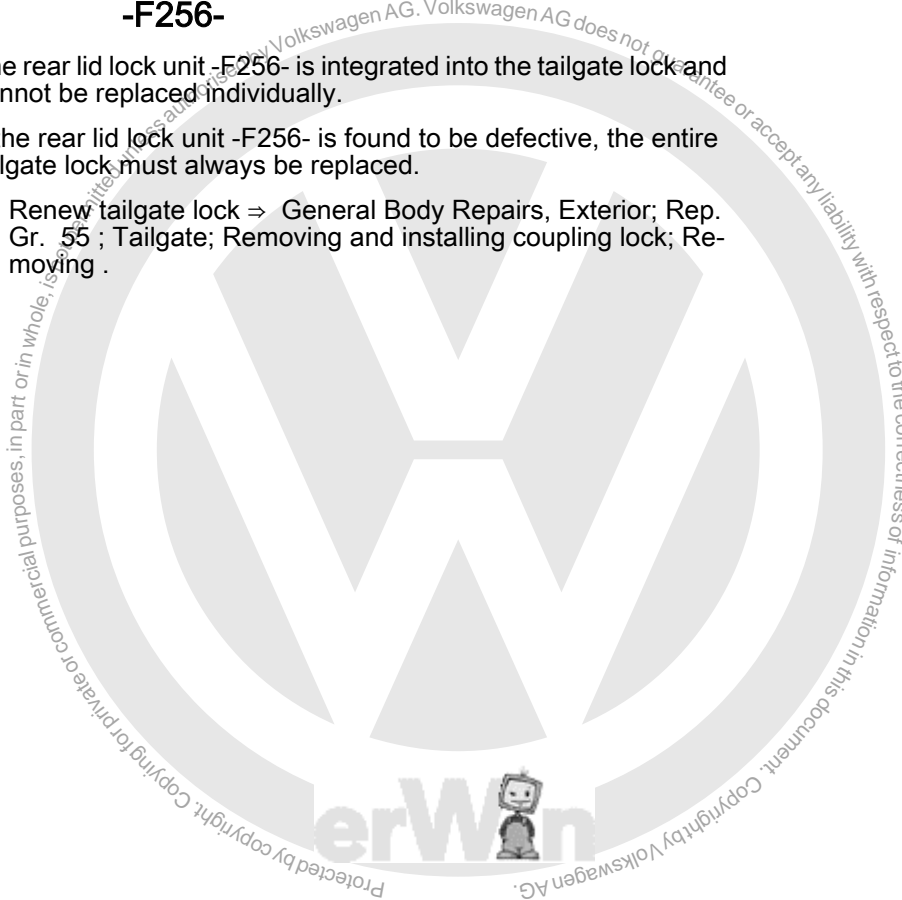 -F256-
e rear lid lock unit -F256- is integrated into the tailgate lock and
nnot be replaced individually.
he rear lid lock unit -F256- is found to be defective, the entire
lgate lock must always be replaced.
Renew tailgate lock ⇒ General Body Repairs, Exterior; Rep.
Gr. 55 ; Tailgate; Removing and installing coupling lock; Re-
moving .
Protected by copyright. Copying for private or commercial purposes, in part or in whole, is not permitted unless authorised by Volkswagen AG. Volkswagen AG does not guarantee or accept any liability with respect to the correctness of information in this document. Copyright by Volkswagen AG.
erWin